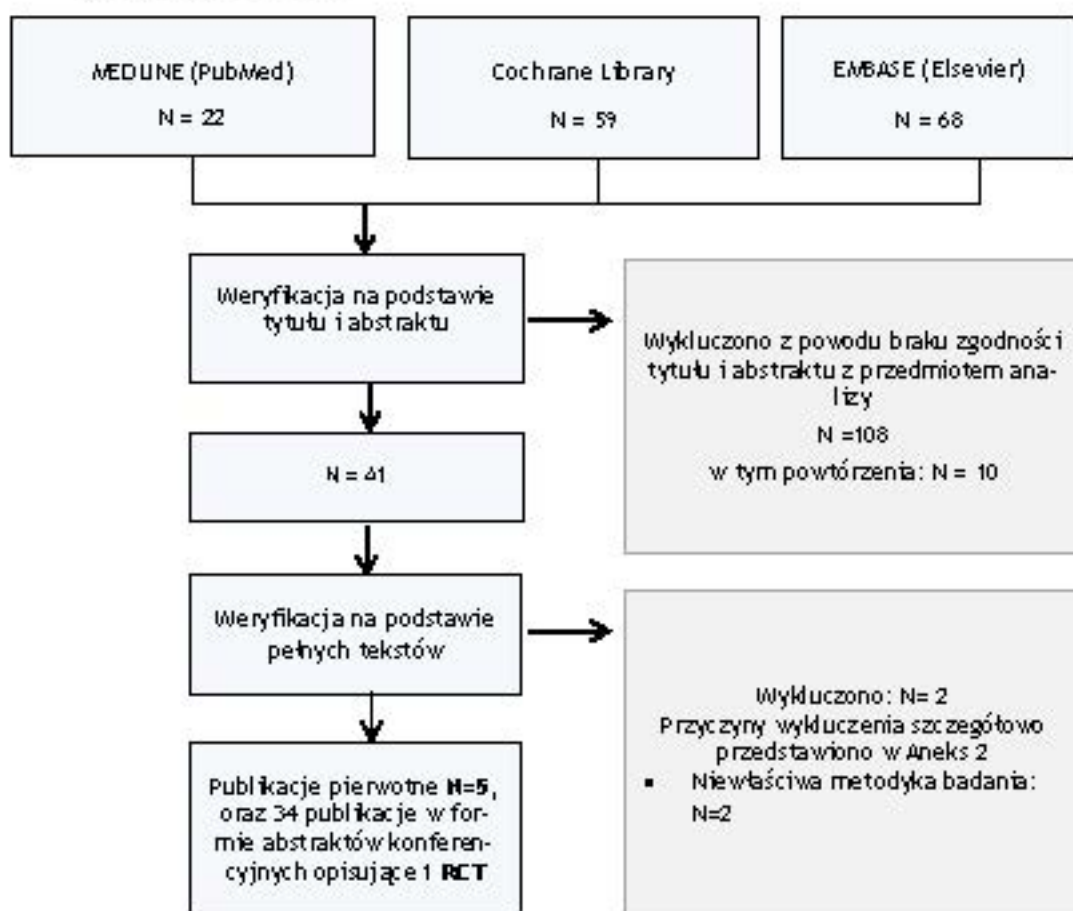 MEDLINE (PubMed)
N = 22
Cochrane Library
N = 59
EMBASE (Elsevier)
N = 68
Weryfikacja na podstawie
tytułu i abstraktu
Wykluczono z powodu braku zgodności
tytułu i abstraktu z przedmiotem ana-
lizy
N =108
w tym powtórzenia: N = 10
N = 41
Weryfikacja na podstawie
pełnych tekstów
Wykluczono: N= 2
Przyczyny wykluczenia szczegółowo
przedstawiono w Aneks 2
▪ Niewłaściwa metodyka badania:
N=2
Publikacje pierwotne N=5,
oraz 34 publikacje w for-
mie abstraktów konferen-
cyjnych opisujące 1 RCT